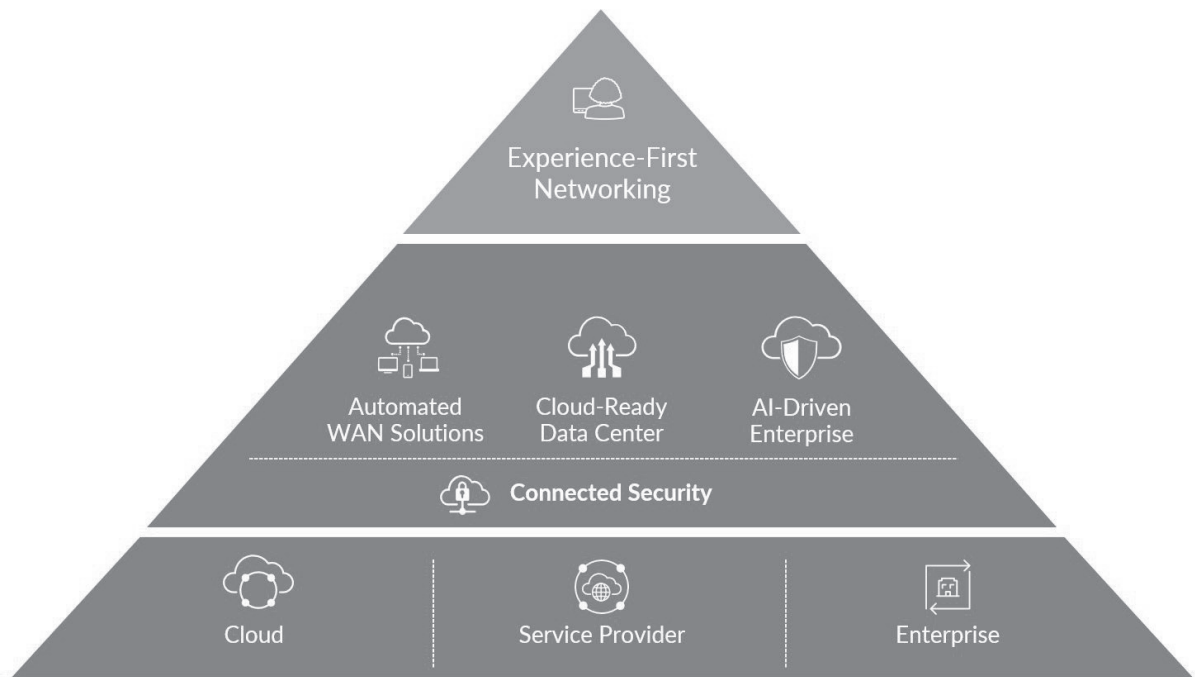 Experience-First
Networking
Automated
WAN Solutions
Cloud-Ready
Data Center
AI-Driven
Enterprise
Connected Security
Cloud
Service Provider
Enterprise